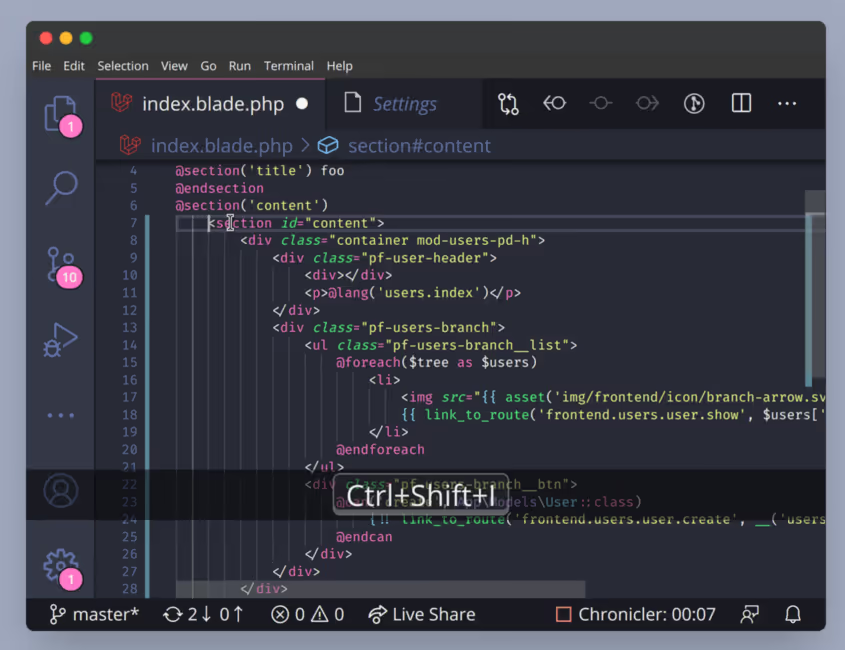 File Edit Selection View Go Run Terminal Help
index.blade.php Settings
index.blade.php > section#content
1
10
1
4 @section('title') foo
5 @endsection
6 @section('content')
7 <section id="content">
8 <div class="container mod-users-pd-h">
9 <div class="pf-user-header">
10 <div></div>
11 <p>@lang('users.index')</p>
12 </div>
13 <div class="pf-users-branch">
14 <ul class="pf-users-branch__list">
15 @foreach($tree as $users)
16 <li>
17 <img src="{{ asset('img/frontend/icon/branch-arrow.sv
18 {{ link_to_route('frontend.users.user.show', $users['
19 </li>
20 @endforeach
21 </ul>
22 <div class="pf-users-branch__btn">
23 \Models\User::class)
24 {!! link_to_route('frontend.users.user.create', __('users
25 @endcan
26 </div>
27 </div>
28 </div>
Ctrl+Shift+I
master* 2↓ 0↑ 0 0 Live Share Chronicler: 00:07